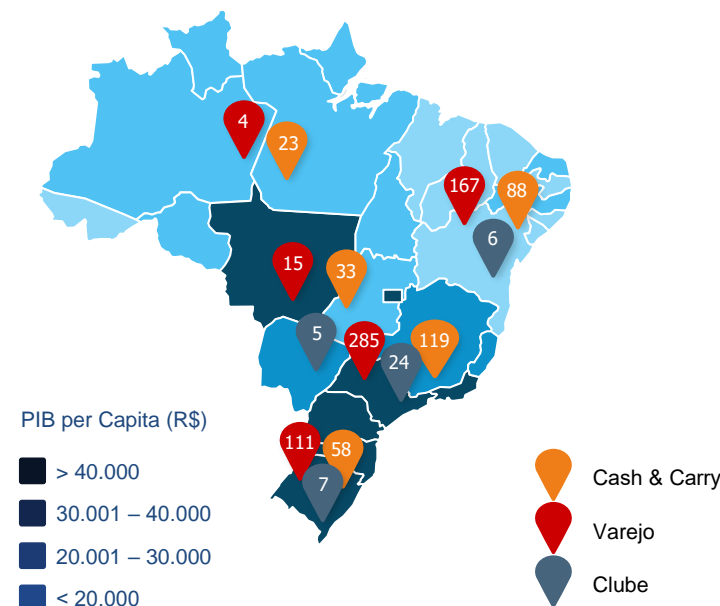 4
23
167
88
6
15
33
5
285
119
24
111
58
7
PIB per Capita (R$)
> 40.000
30.001 – 40.000
20.001 – 30.000
< 20.000
Cash & Carry
Varejo
Clube